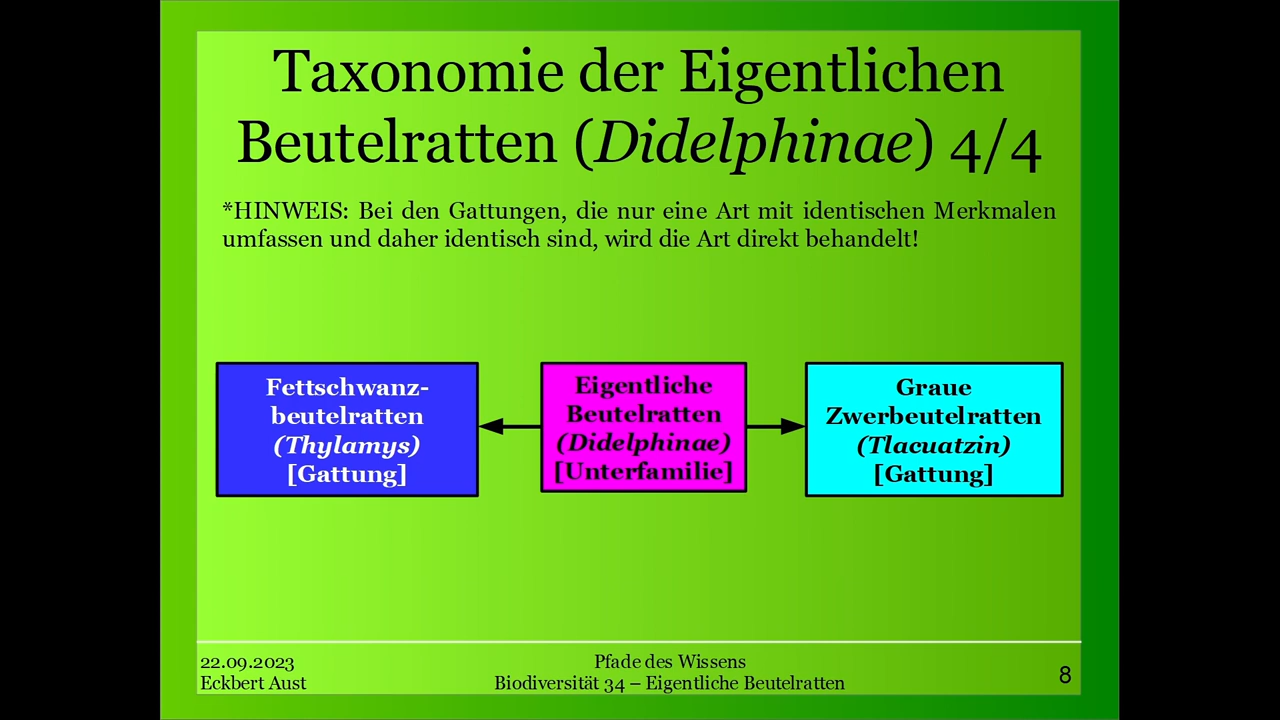 Taxonomie der Eigentlichen
Beutelratten (Didelphinae) 4/4
*HINWEIS: Bei den Gattungen, die nur eine Art mit identischen Merkmalen
umfassen und daher identisch sind, wird die Art direkt behandelt!
Fettschwanz-
beutelratten
(Thylamys)
[Gattung]
Eigentliche
Beutelratten
(Didelphinae)
[Unterfamilie]
Graue
Zwerbeutelratten
(Tlacuatzin)
[Gattung]
22.09.2023
Eckbert Aust
Pfade des Wissens
Biodiversität 34 – Eigentliche Beutelratten
8